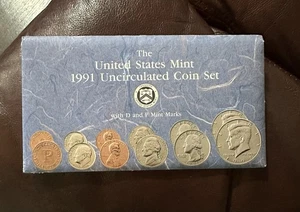 The
United States Mint
1991 Uncirculated Coin Set
with D and P Mint Marks